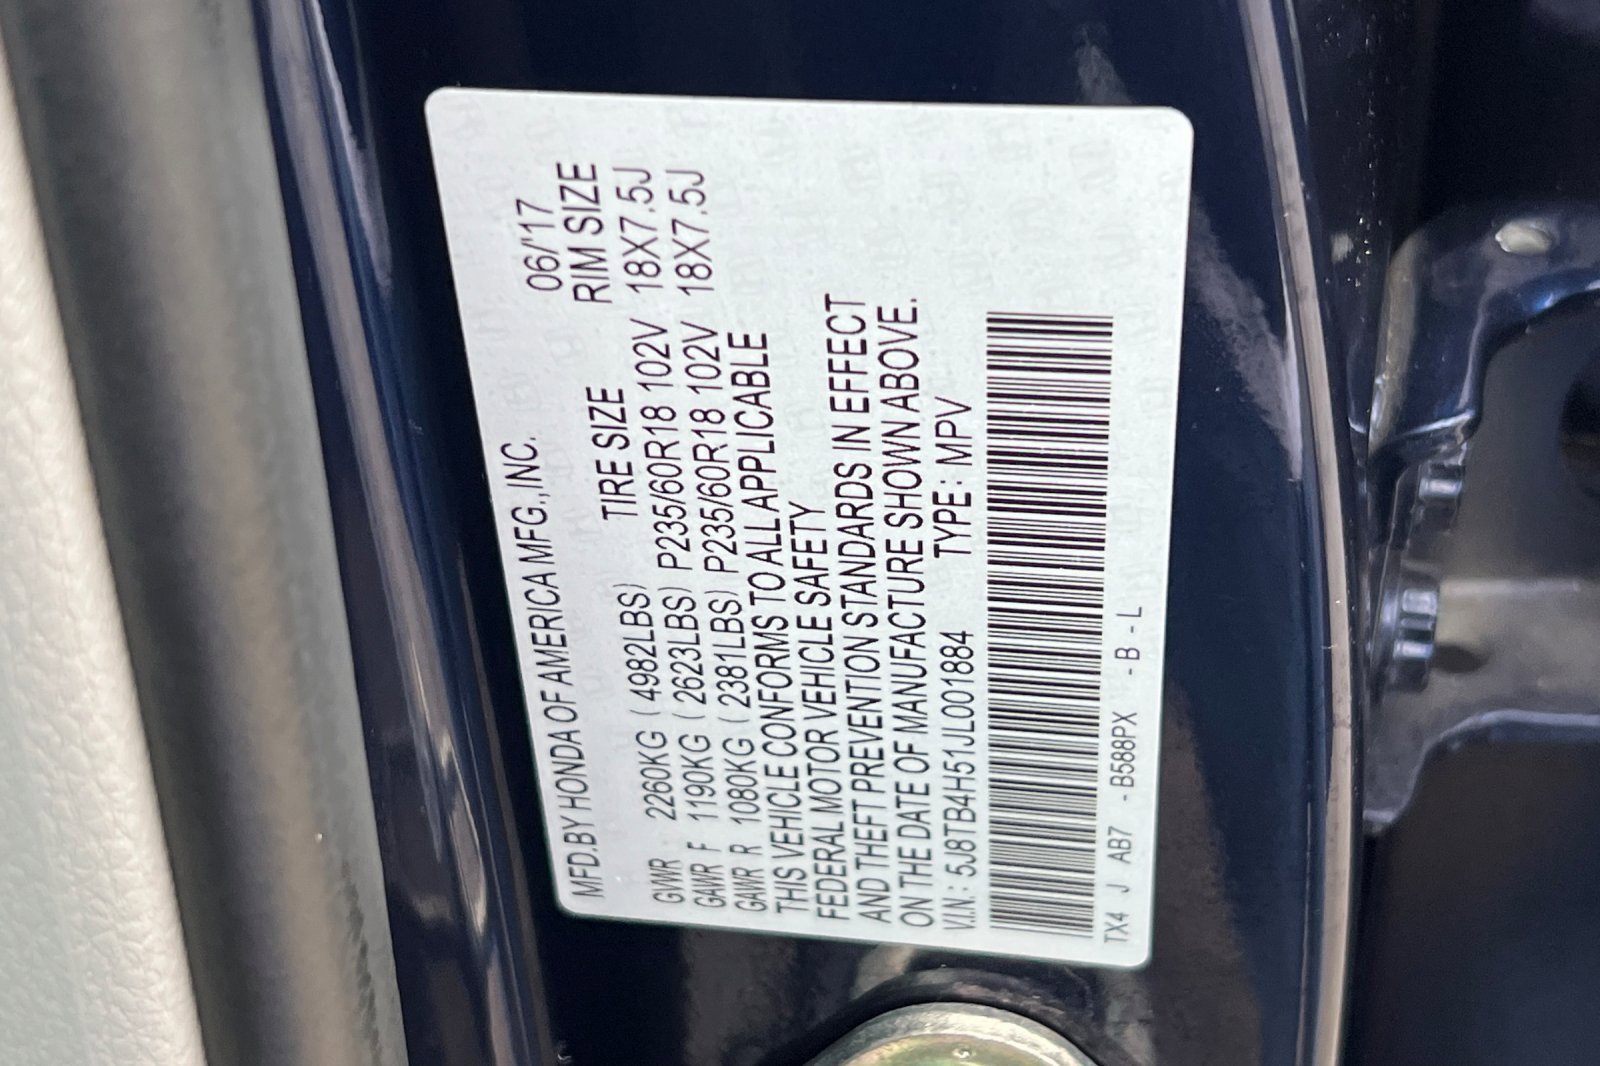 MFD.BY HONDA OF AMERICA MFG.,INC. 06/'17
TIRE SIZE RIM SIZE
GVWR 2260KG ( 4982LBS)
GAWR F 1190KG ( 2623LBS) P235/60R18 102V 18X7.5J
GAWR R 1080KG ( 2381LBS) P235/60R18 102V 18X7.5J
THIS VEHICLE CONFORMS TO ALL APPLICABLE
FEDERAL MOTOR VEHICLE SAFETY
AND THEFT PREVENTION STANDARDS IN EFFECT
ON THE DATE OF MANUFACTURE SHOWN ABOVE.
V.I.N.: 5J8TB4H51JL001884 TYPE: MPV
TX4 J AB7 - B588PX - B - L